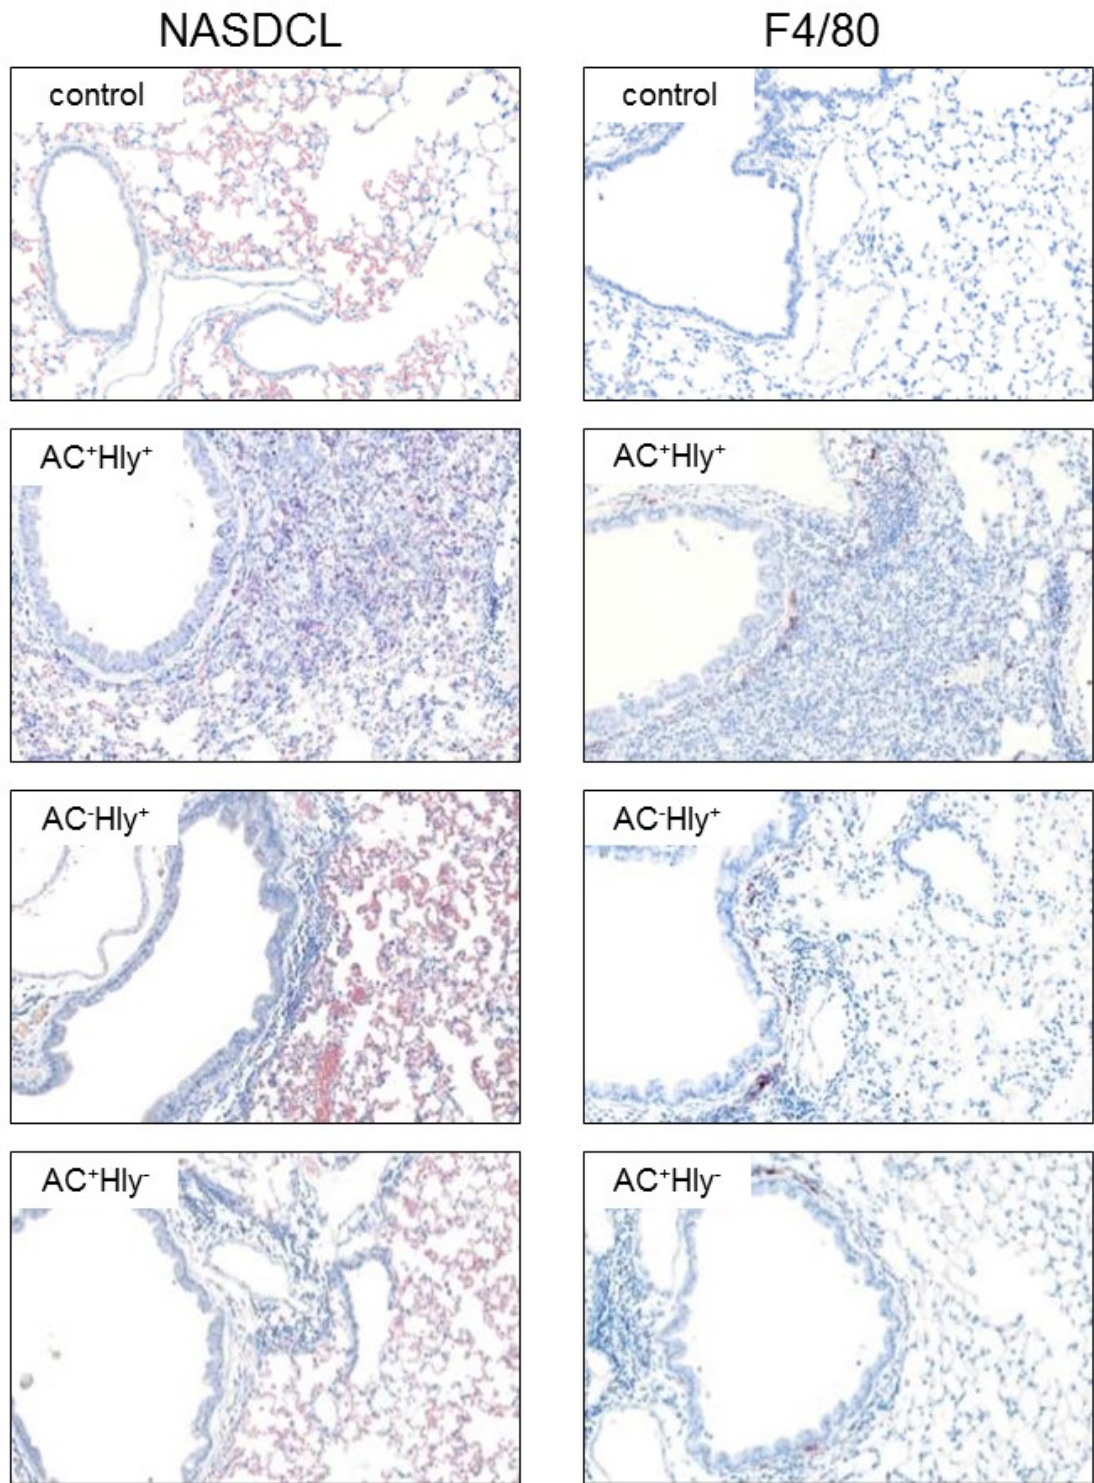 NASDCL F4/80
control control
AC⁺Hly⁺ AC⁺Hly⁺
AC⁻Hly⁺ AC⁻Hly⁺
AC⁺Hly⁻ AC⁺Hly⁻